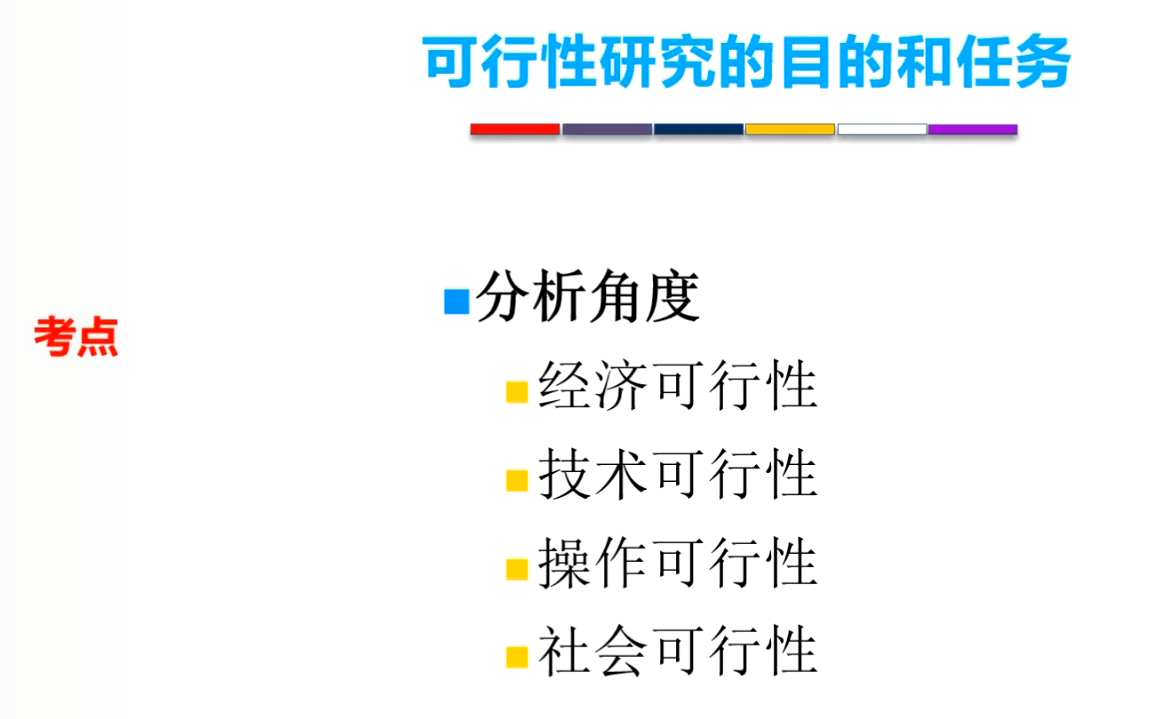 可行性研究的目的和任务
考点
分析角度
经济可行性
技术可行性
操作可行性
社会可行性